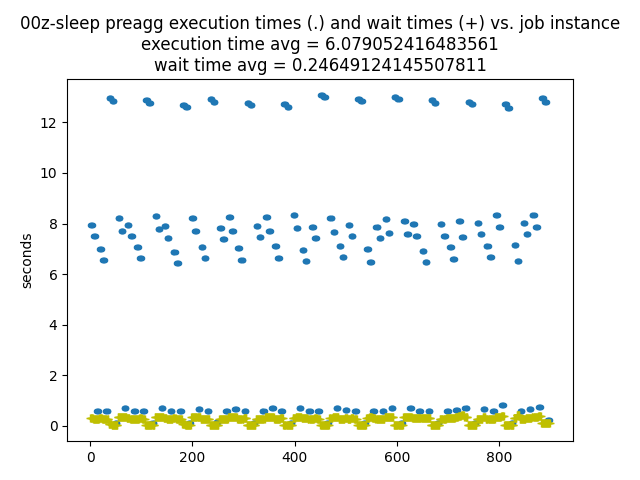 00z-sleep preagg execution times (.) and wait times (+) vs. job instance
execution time avg = 6.079052416483561
wait time avg = 0.24649124145507811
seconds
12
10
8
6
4
2
0
0 200 400 600 800